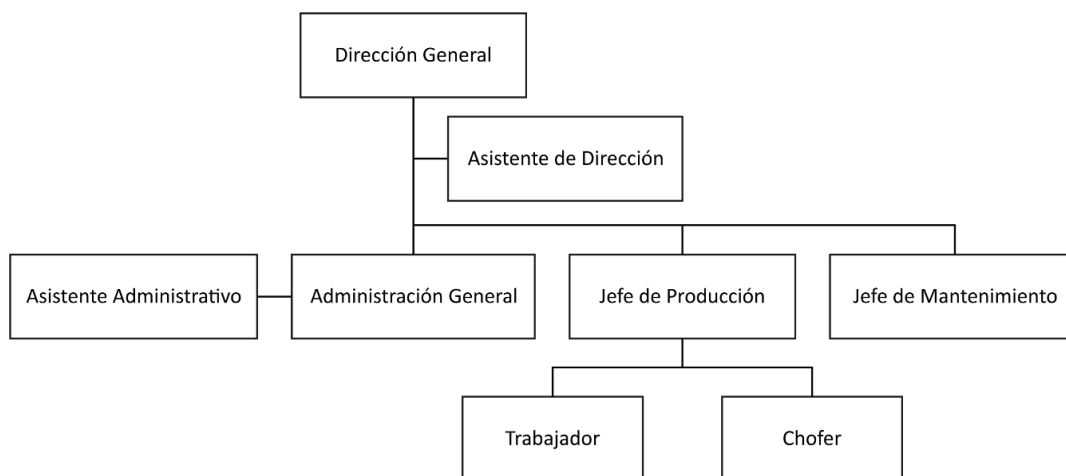 Dirección General
Asistente de Dirección
Asistente Administrativo
Administración General
Jefe de Producción
Jefe de Mantenimiento
Trabajador
Chofer